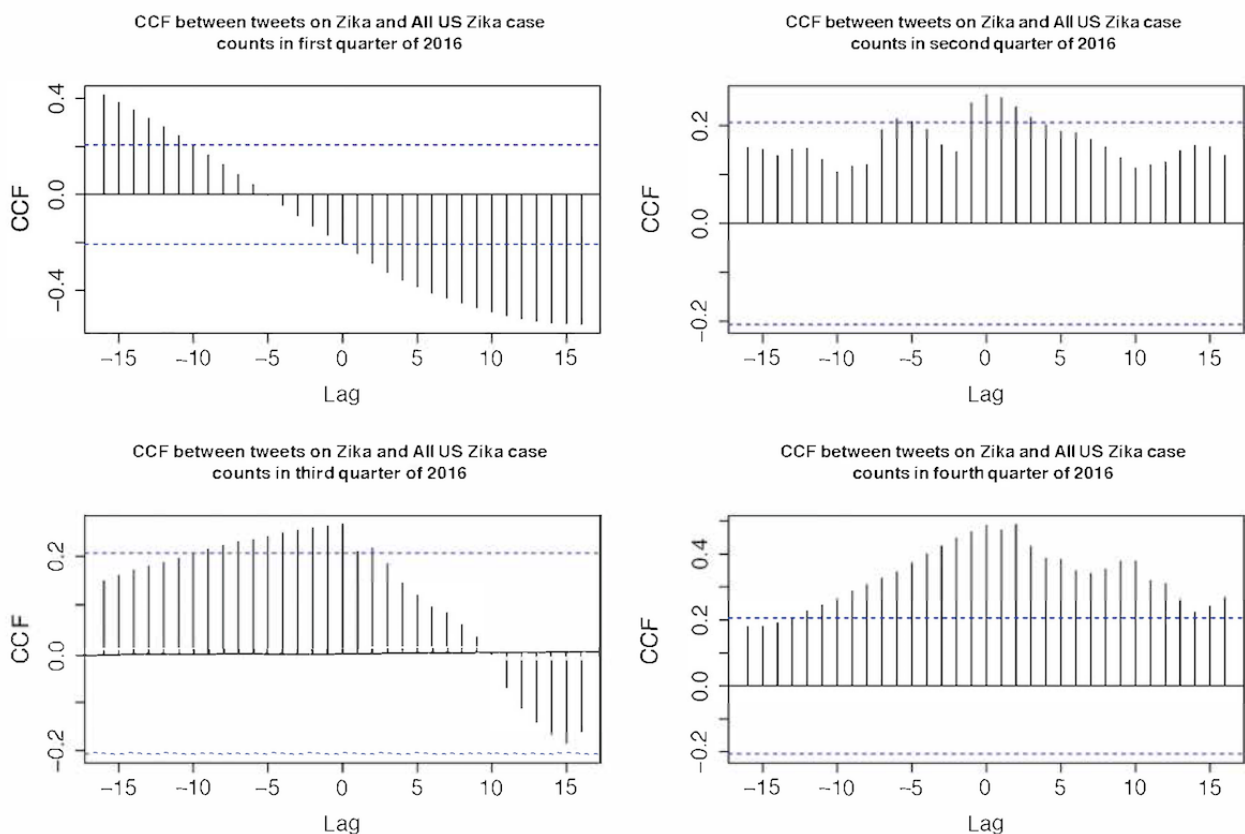 CCF between tweets on Zika and All US Zika case
counts in first quarter of 2016
0.4
0.0
-0.4
CCF
-15 -10 -5 0 5 10 15
Lag
CCF between tweets on Zika and All US Zika case
counts in second quarter of 2016
0.2
0.0
-0.2
CCF
-15 -10 -5 0 5 10 15
Lag
CCF between tweets on Zika and All US Zika case
counts in third quarter of 2016
0.2
0.0
-0.2
CCF
-15 -10 -5 0 5 10 15
Lag
CCF between tweets on Zika and All US Zika case
counts in fourth quarter of 2016
0.4
0.2
0.0
-0.2
CCF
-15 -10 -5 0 5 10 15
Lag